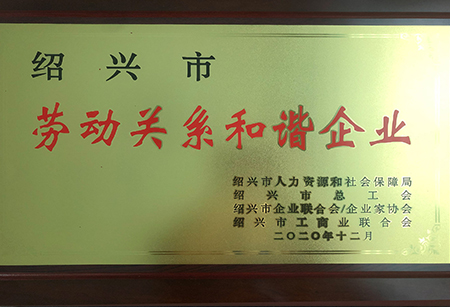 绍兴市
劳动关系和谐企业
绍兴市人力资源和社会保障局
绍兴市总工会
绍兴市企业联合会/企业家协会
绍兴市工商业联合会
二〇二〇年十二月